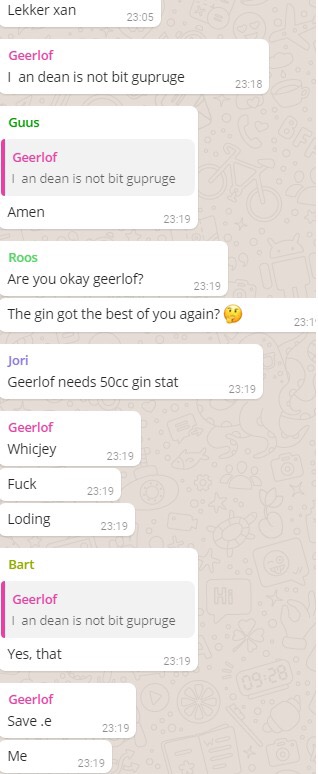 Lekker xan
23:05
Geerlof
I  an dean is not bit gupruge
23:18
Guus
Geerlof
I  an dean is not bit gupruge
Amen
23:19
Roos
Are you okay geerlof?
23:19
The gin got the best of you again? 🤔
23:19
Jori
Geerlof needs 50cc gin stat
23:19
Geerlof
Whicjey
23:19
Fuck
23:19
Loding
23:19
Bart
Geerlof
I  an dean is not bit gupruge
Yes, that
23:19
Geerlof
Save .e
23:19
Me
23:19